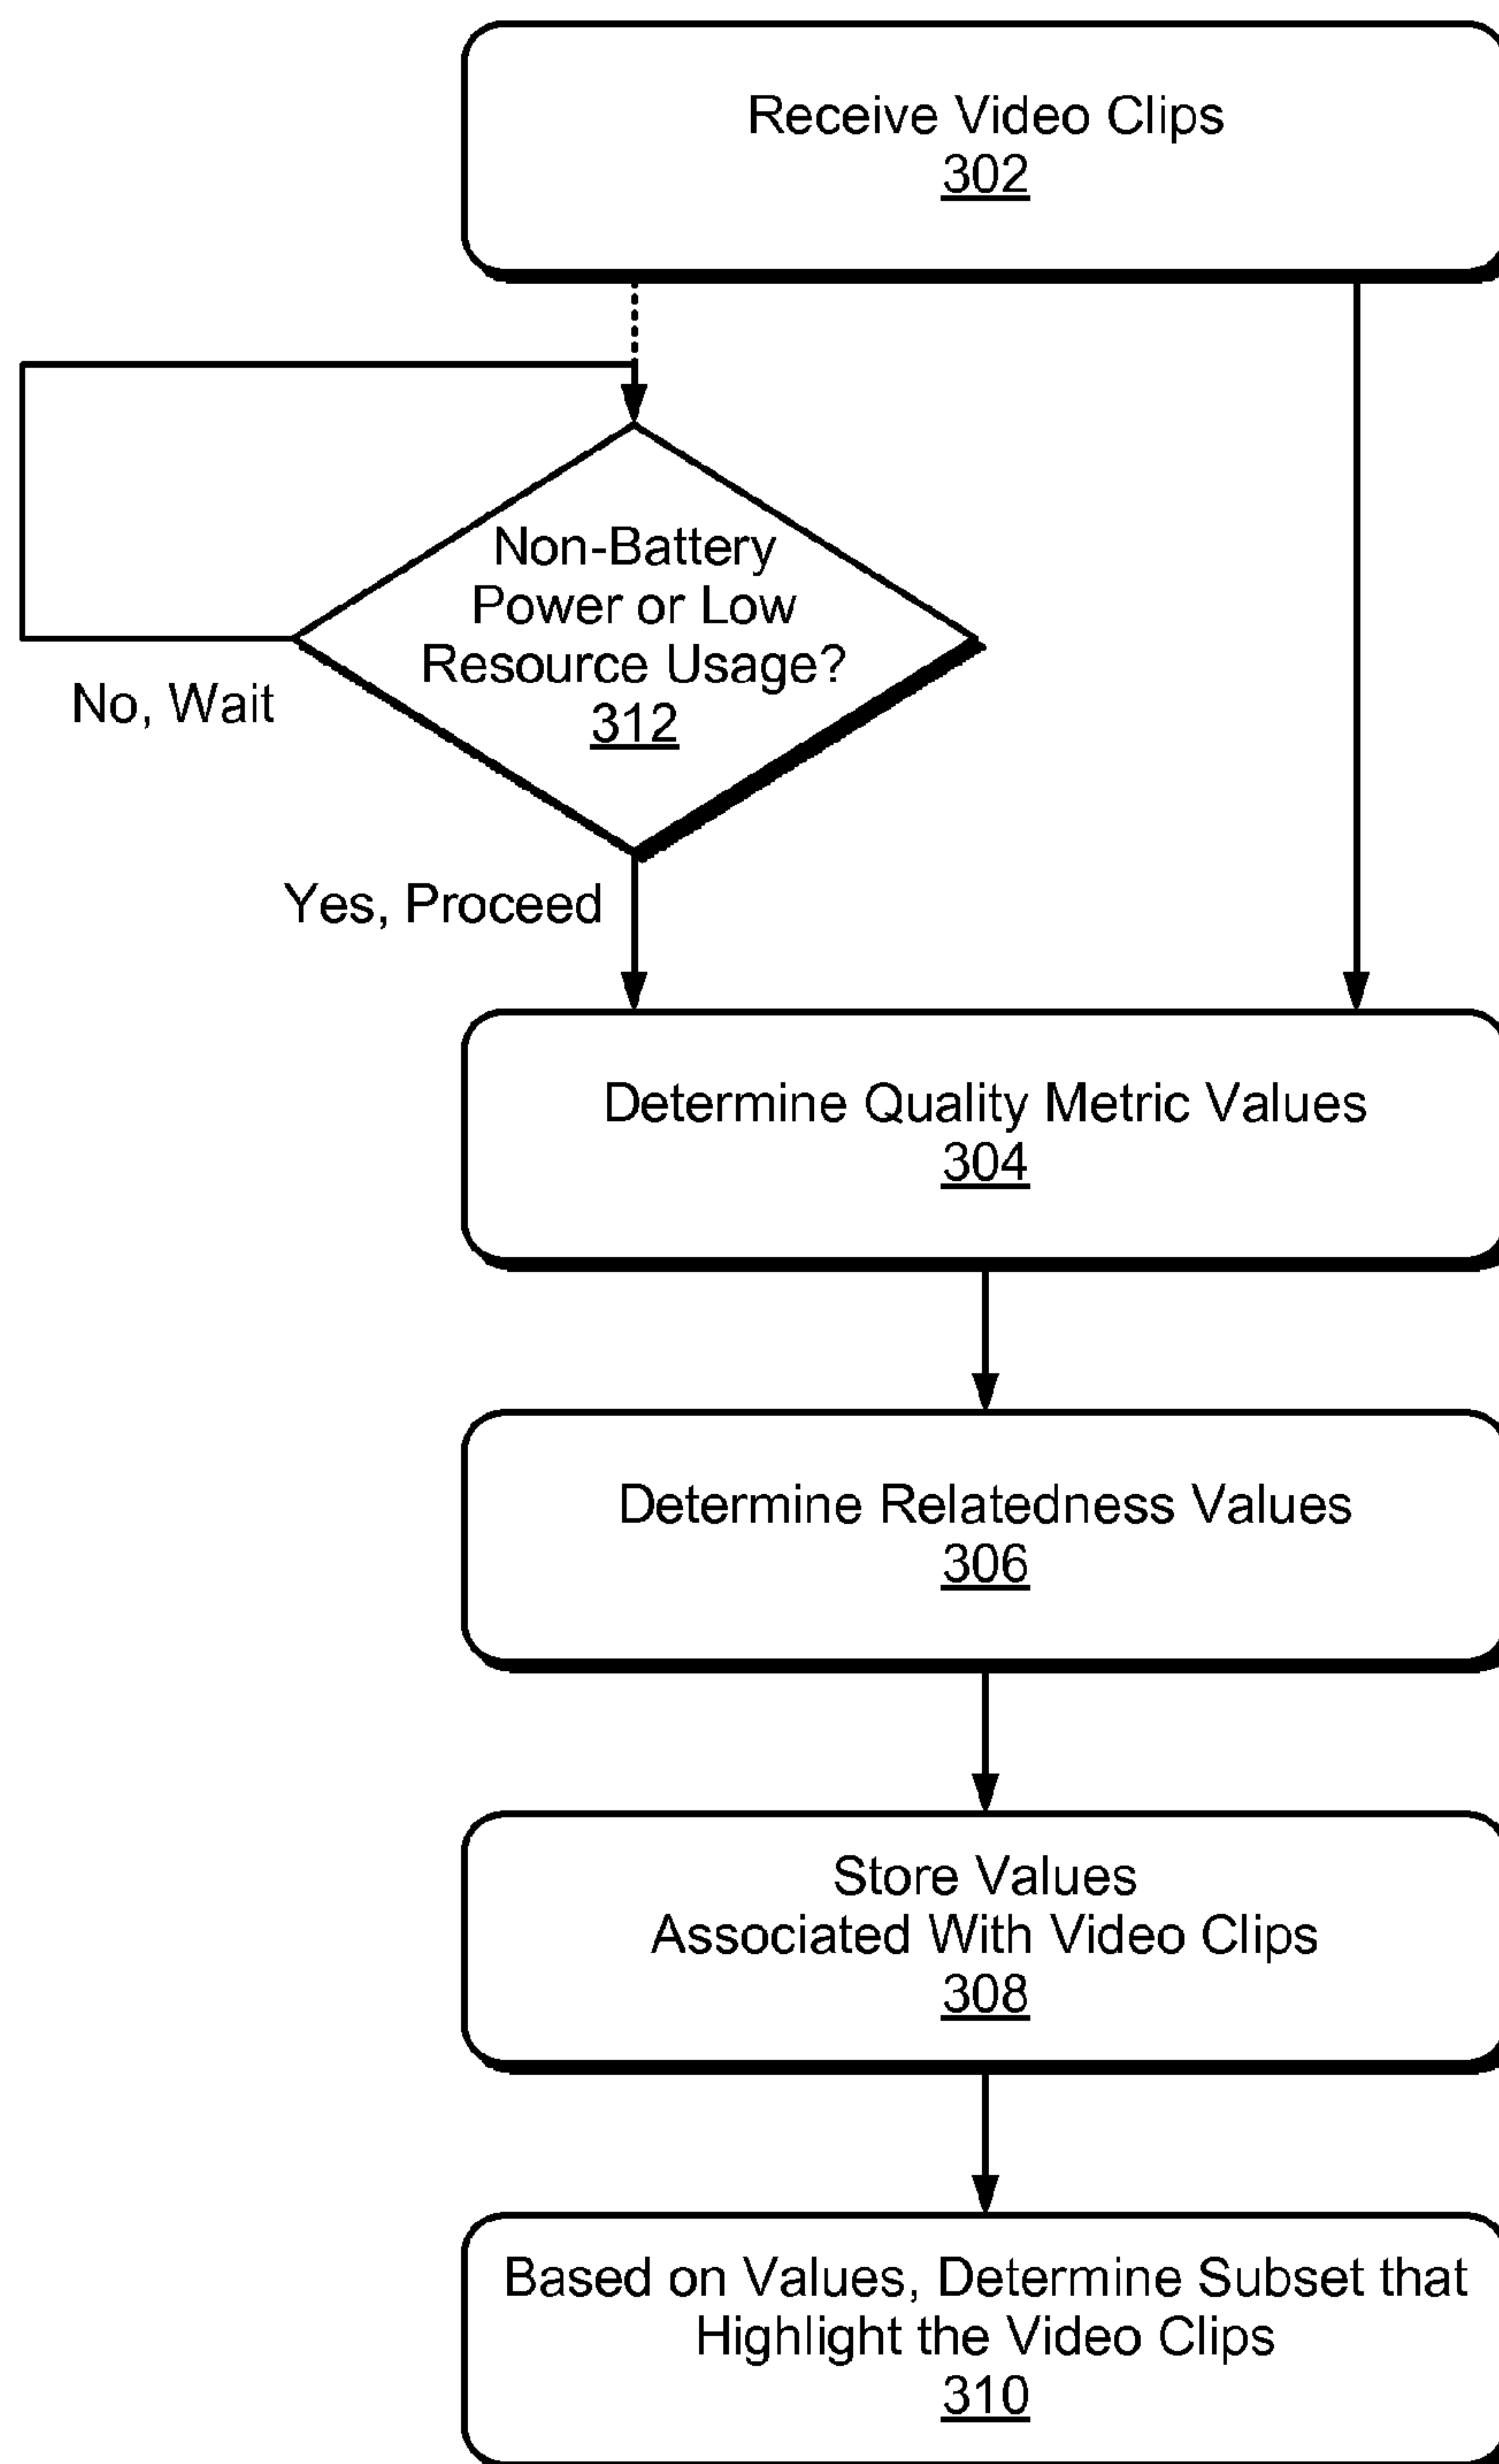 Receive Video Clips
302
Non-Battery
Power or Low
Resource Usage?
312
No, Wait
Yes, Proceed
Determine Quality Metric Values
304
Determine Relatedness Values
306
Store Values
Associated With Video Clips
308
Based on Values, Determine Subset that
Highlight the Video Clips
310